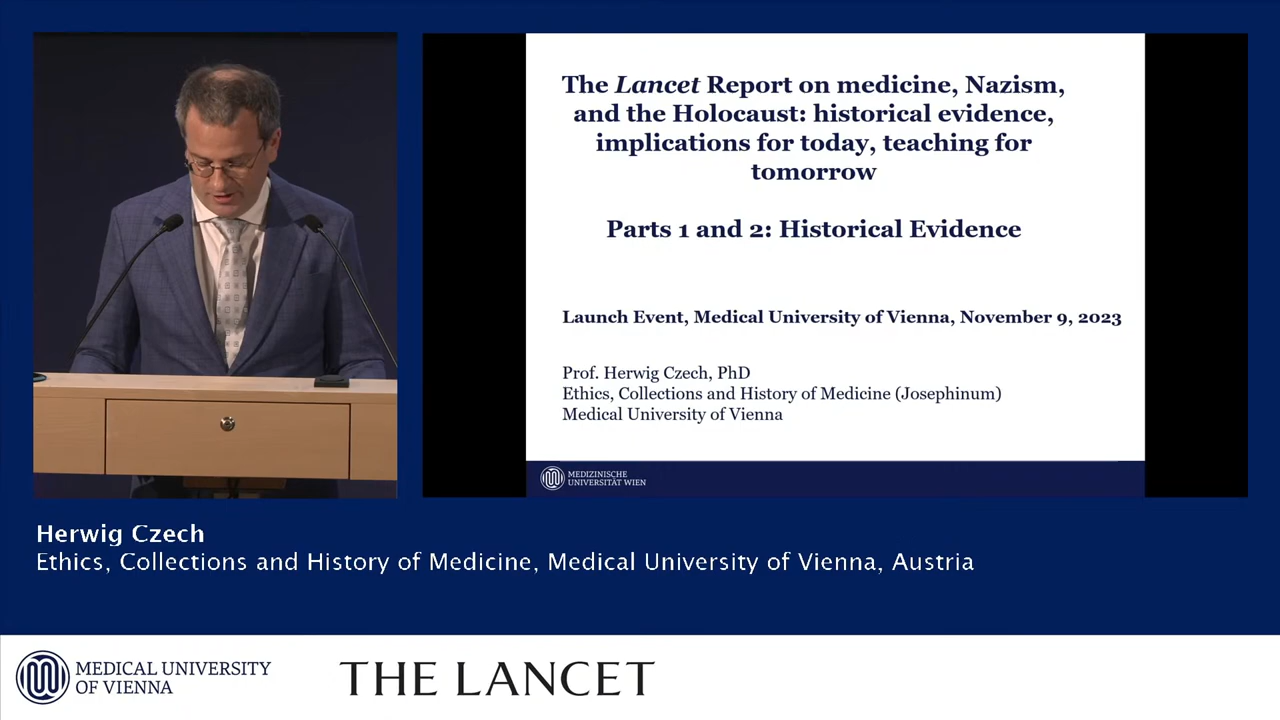 The Lancet Report on medicine, Nazism,
and the Holocaust: historical evidence,
implications for today, teaching for
tomorrow
Parts 1 and 2: Historical Evidence
Launch Event, Medical University of Vienna, November 9, 2023
Prof. Herwig Czech, PhD
Ethics, Collections and History of Medicine (Josephinum)
Medical University of Vienna
MEDIZINISCHE
UNIVERSITÄT WIEN
Herwig Czech
Ethics, Collections and History of Medicine, Medical University of Vienna, Austria
MEDICAL UNIVERSITY
OF VIENNA
THE LANCET